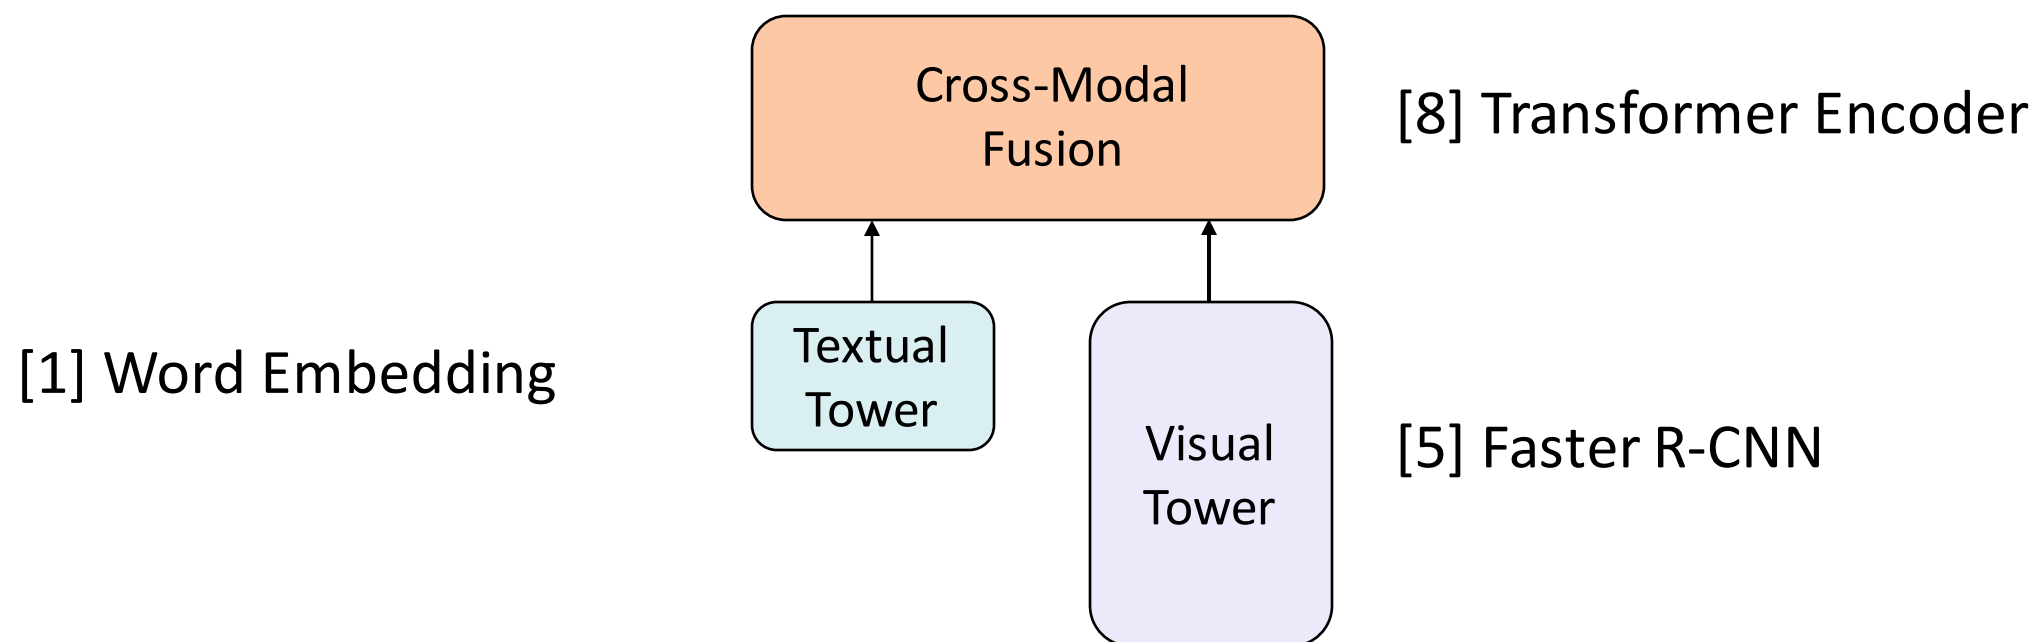 Cross-Modal
Fusion
[8] Transformer Encoder
[1] Word Embedding
Textual
Tower
Visual
Tower
[5] Faster R-CNN